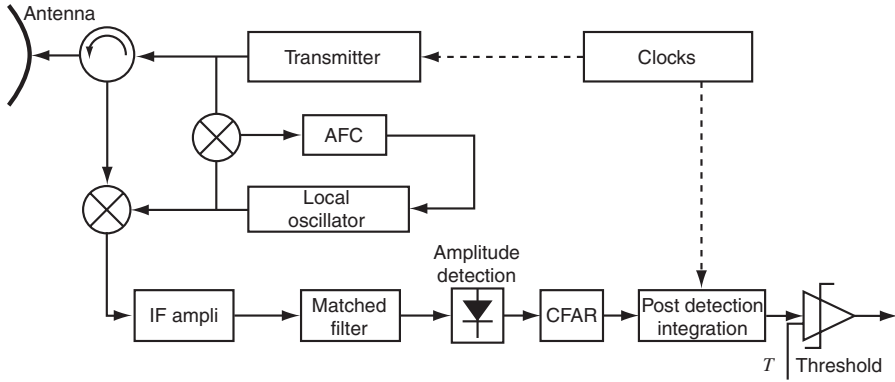 Antenna
Transmitter
Clocks
AFC
Local
oscillator
Amplitude
detection
IF ampli
Matched
filter
CFAR
Post detection
integration
T Threshold